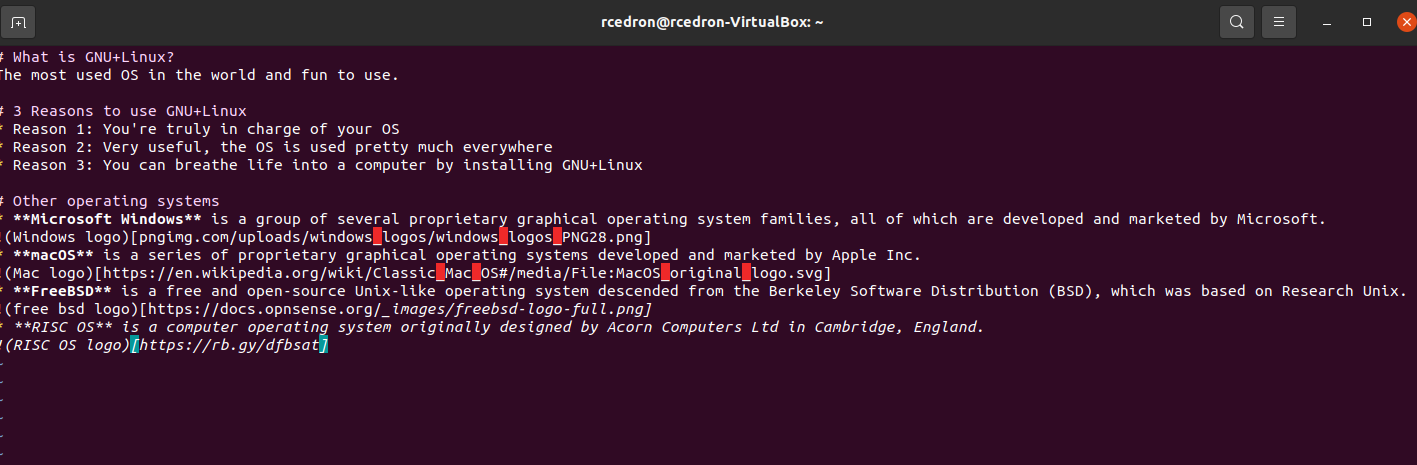 rcedron@rcedron-VirtualBox: ~
# What is GNU+Linux?
The most used OS in the world and fun to use.
# 3 Reasons to use GNU+Linux
* Reason 1: You're truly in charge of your OS
* Reason 2: Very useful, the OS is used pretty much everywhere
* Reason 3: You can breathe life into a computer by installing GNU+Linux
# Other operating systems
* **Microsoft Windows** is a group of several proprietary graphical operating system families, all of which are developed and marketed by Microsoft.
!(Windows logo)[pngimg.com/uploads/windows_logos/windows_logos_PNG28.png]
* **macOS** is a series of proprietary graphical operating systems developed and marketed by Apple Inc.
!(Mac logo)[https://en.wikipedia.org/wiki/Classic_Mac_OS#/media/File:MacOS_original_logo.svg]
* **FreeBSD** is a free and open-source Unix-like operating system descended from the Berkeley Software Distribution (BSD), which was based on Research Unix.
!(free bsd logo)[https://docs.opnsense.org/_images/freebsd-logo-full.png]
* **RISC OS** is a computer operating system originally designed by Acorn Computers Ltd in Cambridge, England.
!(RISC OS logo)[https://rb.gy/dfbsat]
~
~
~
~
~
~